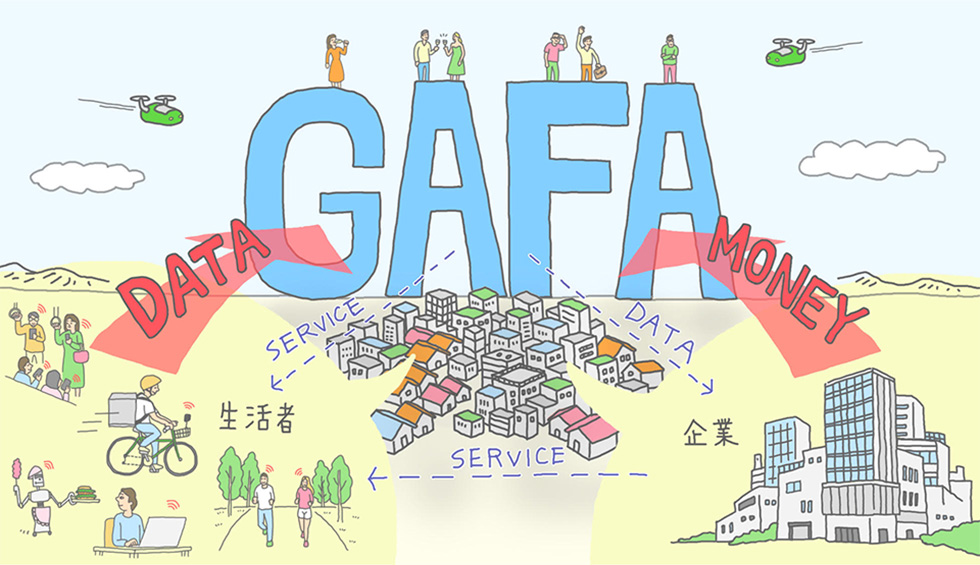 GAFA
DATA
MONEY
SERVICE
DATA
生活者
企業
SERVICE